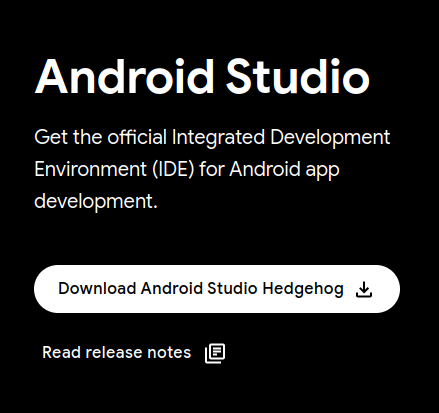 Android Studio
Get the official Integrated Development
Environment (IDE) for Android app
development.
Download Android Studio Hedgehog
Read release notes